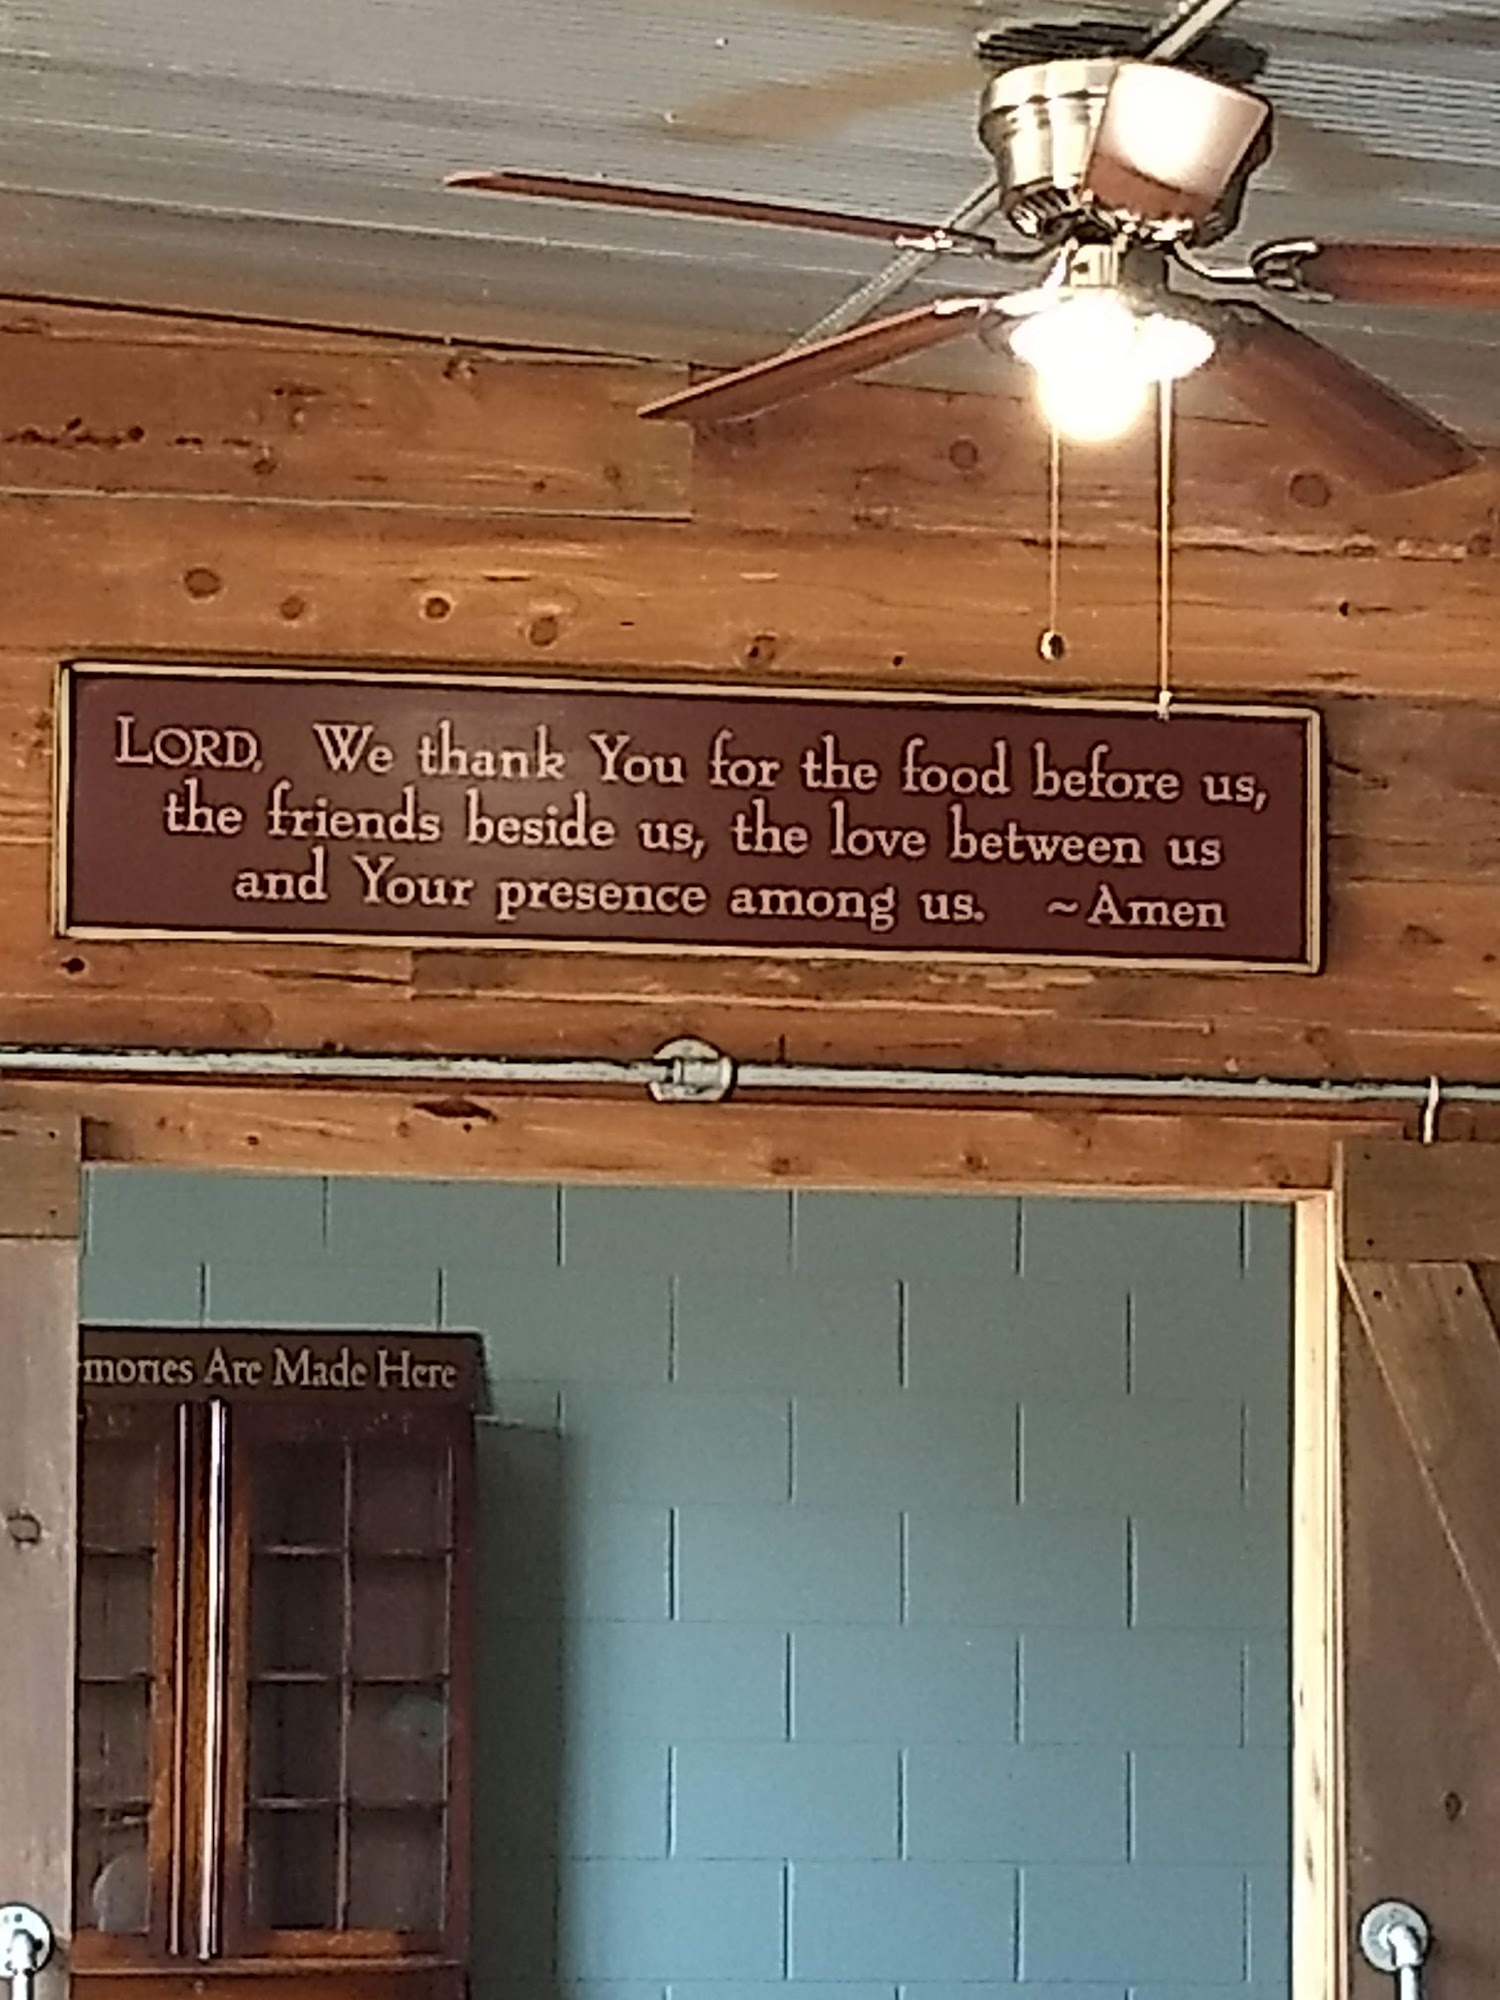 LORD, We thank You for the food before us,
the friends beside us, the love between us
and Your presence among us. ~Amen
mories Are Made Here